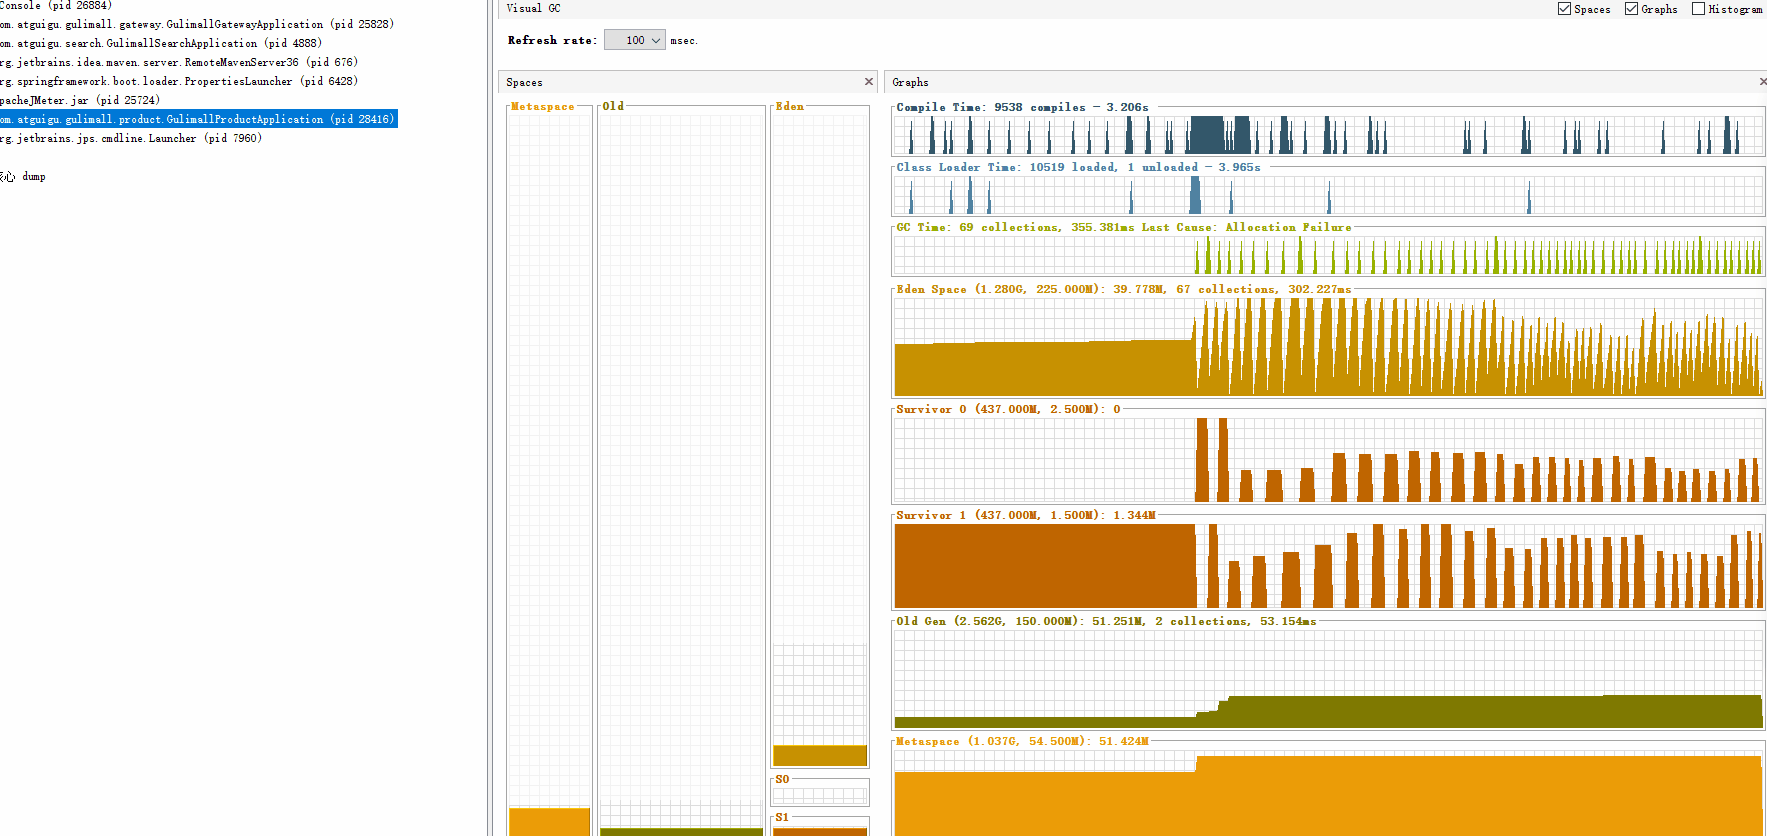 Console (pid 26884)
om.atguigu.gulimall.gateway.GulimallGatewayApplication (pid 25828)
om.atguigu.search.GulimallSearchApplication (pid 4888)
rg.jetbrains.idea.maven.server.RemoteMavenServer36 (pid 676)
rg.springframework.boot.loader.PropertiesLauncher (pid 6428)
pacheJMeter.jar (pid 25724)
om.atguigu.gulimall.product.GulimallProductApplication (pid 28416)
rg.jetbrains.jps.cmdline.Launcher (pid 7960)
心 dump
Visual GC
Spaces Graphs Histogram
Refresh rate: 100 msec.
Spaces
Metaspace Old Eden
S0
S1
Graphs
Compile Time: 9538 compiles - 3.206s
Class Loader Time: 10519 loaded, 1 unloaded - 3.965s
GC Time: 69 collections, 355.381ms Last Cause: Allocation Failure
Eden Space (1.280G, 225.000M): 39.778M, 67 collections, 302.227ms
Survivor 0 (437.000M, 2.500M): 0
Survivor 1 (437.000M, 1.500M): 1.344M
Old Gen (2.562G, 150.000M): 51.251M, 2 collections, 53.154ms
Metaspace (1.037G, 54.500M): 51.424M